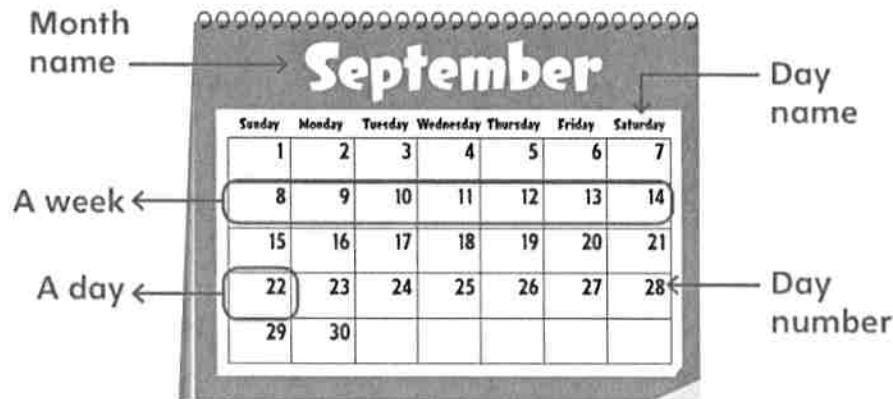 Month
name
September
Day
name
Sunday Monday Tuesday Wednesday Thursday Friday Saturday
1 2 3 4 5 6 7
A week
8 9 10 11 12 13 14
15 16 17 18 19 20 21
A day
22 23 24 25 26 27 28
Day
number
29 30